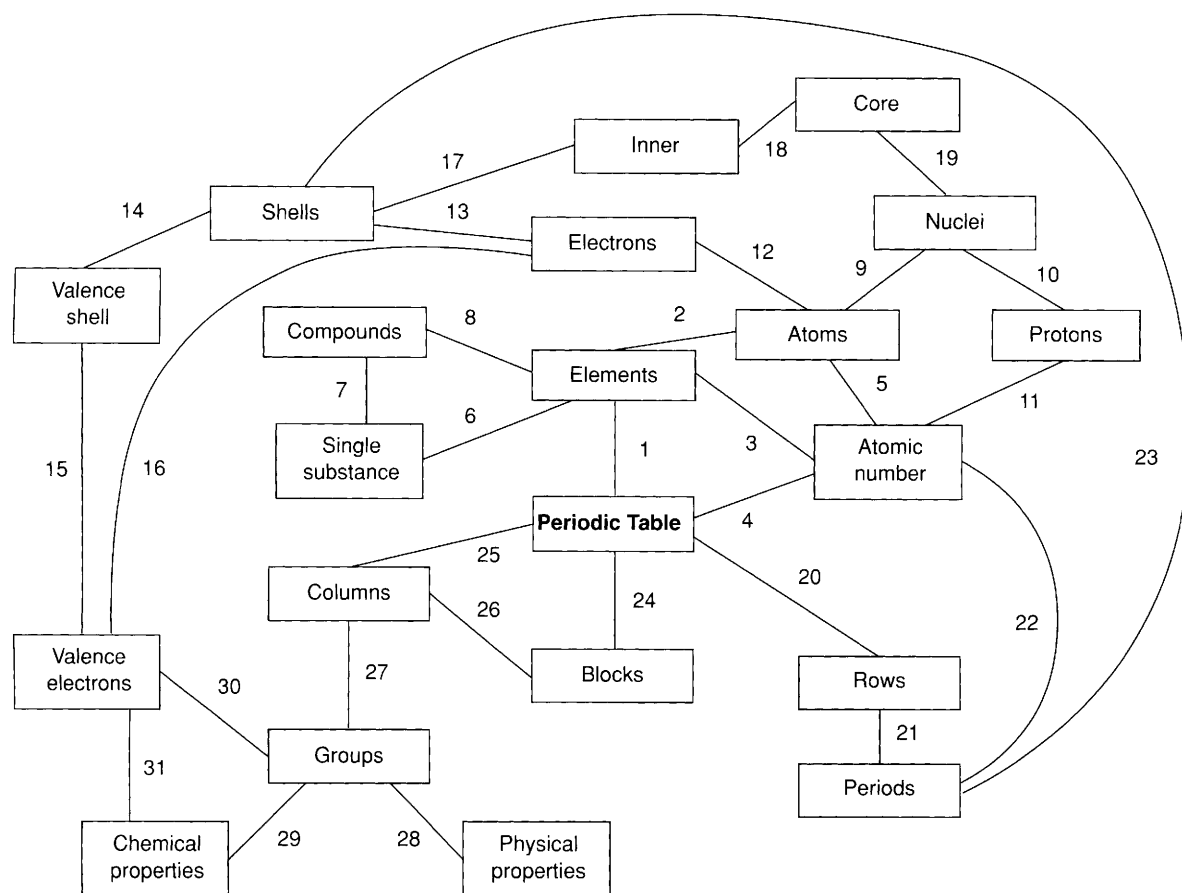 Core
Inner
18
17
19
14
Shells
13
Nuclei
Electrons
12
9
10
Valence
shell
Compounds
8
2
Atoms
Protons
7
Elements
5
6
11
Single
substance
1
3
Atomic
number
15
16
23
Periodic Table
4
25
20
Columns
26
24
22
Valence
electrons
30
27
Blocks
Rows
21
Groups
31
Periods
29
28
Chemical
properties
Physical
properties